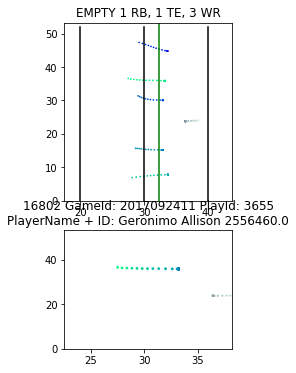 EMPTY 1 RB, 1 TE, 3 WR
50
40
30
20
10
0
20 30 40
16802 GameId: 2017092411 PlayId: 3655
PlayerName + ID: Geronimo Allison 2556460.0
40
20
0
25 30 35